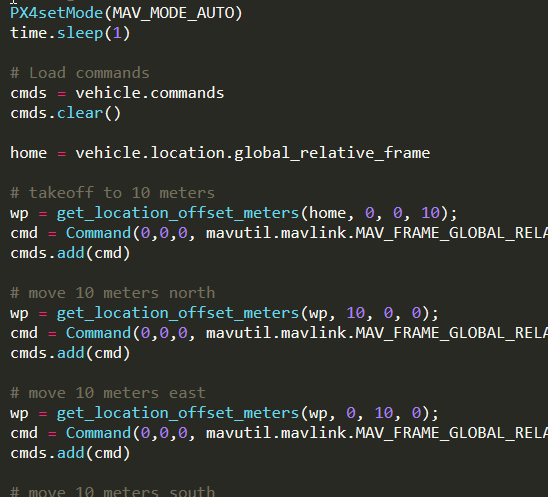 PX4setMode(MAV_MODE_AUTO)
time.sleep(1)
# Load commands
cmds = vehicle.commands
cmds.clear()
home = vehicle.location.global_relative_frame
# takeoff to 10 meters
wp = get_location_offset_meters(home, 0, 0, 10);
cmd = Command(0,0,0, mavutil.mavlink.MAV_FRAME_GLOBAL_RELA
cmds.add(cmd)
# move 10 meters north
wp = get_location_offset_meters(wp, 10, 0, 0);
cmd = Command(0,0,0, mavutil.mavlink.MAV_FRAME_GLOBAL_RELA
cmds.add(cmd)
# move 10 meters east
wp = get_location_offset_meters(wp, 0, 10, 0);
cmd = Command(0,0,0, mavutil.mavlink.MAV_FRAME_GLOBAL_RELA
cmds.add(cmd)
# move 10 meters south